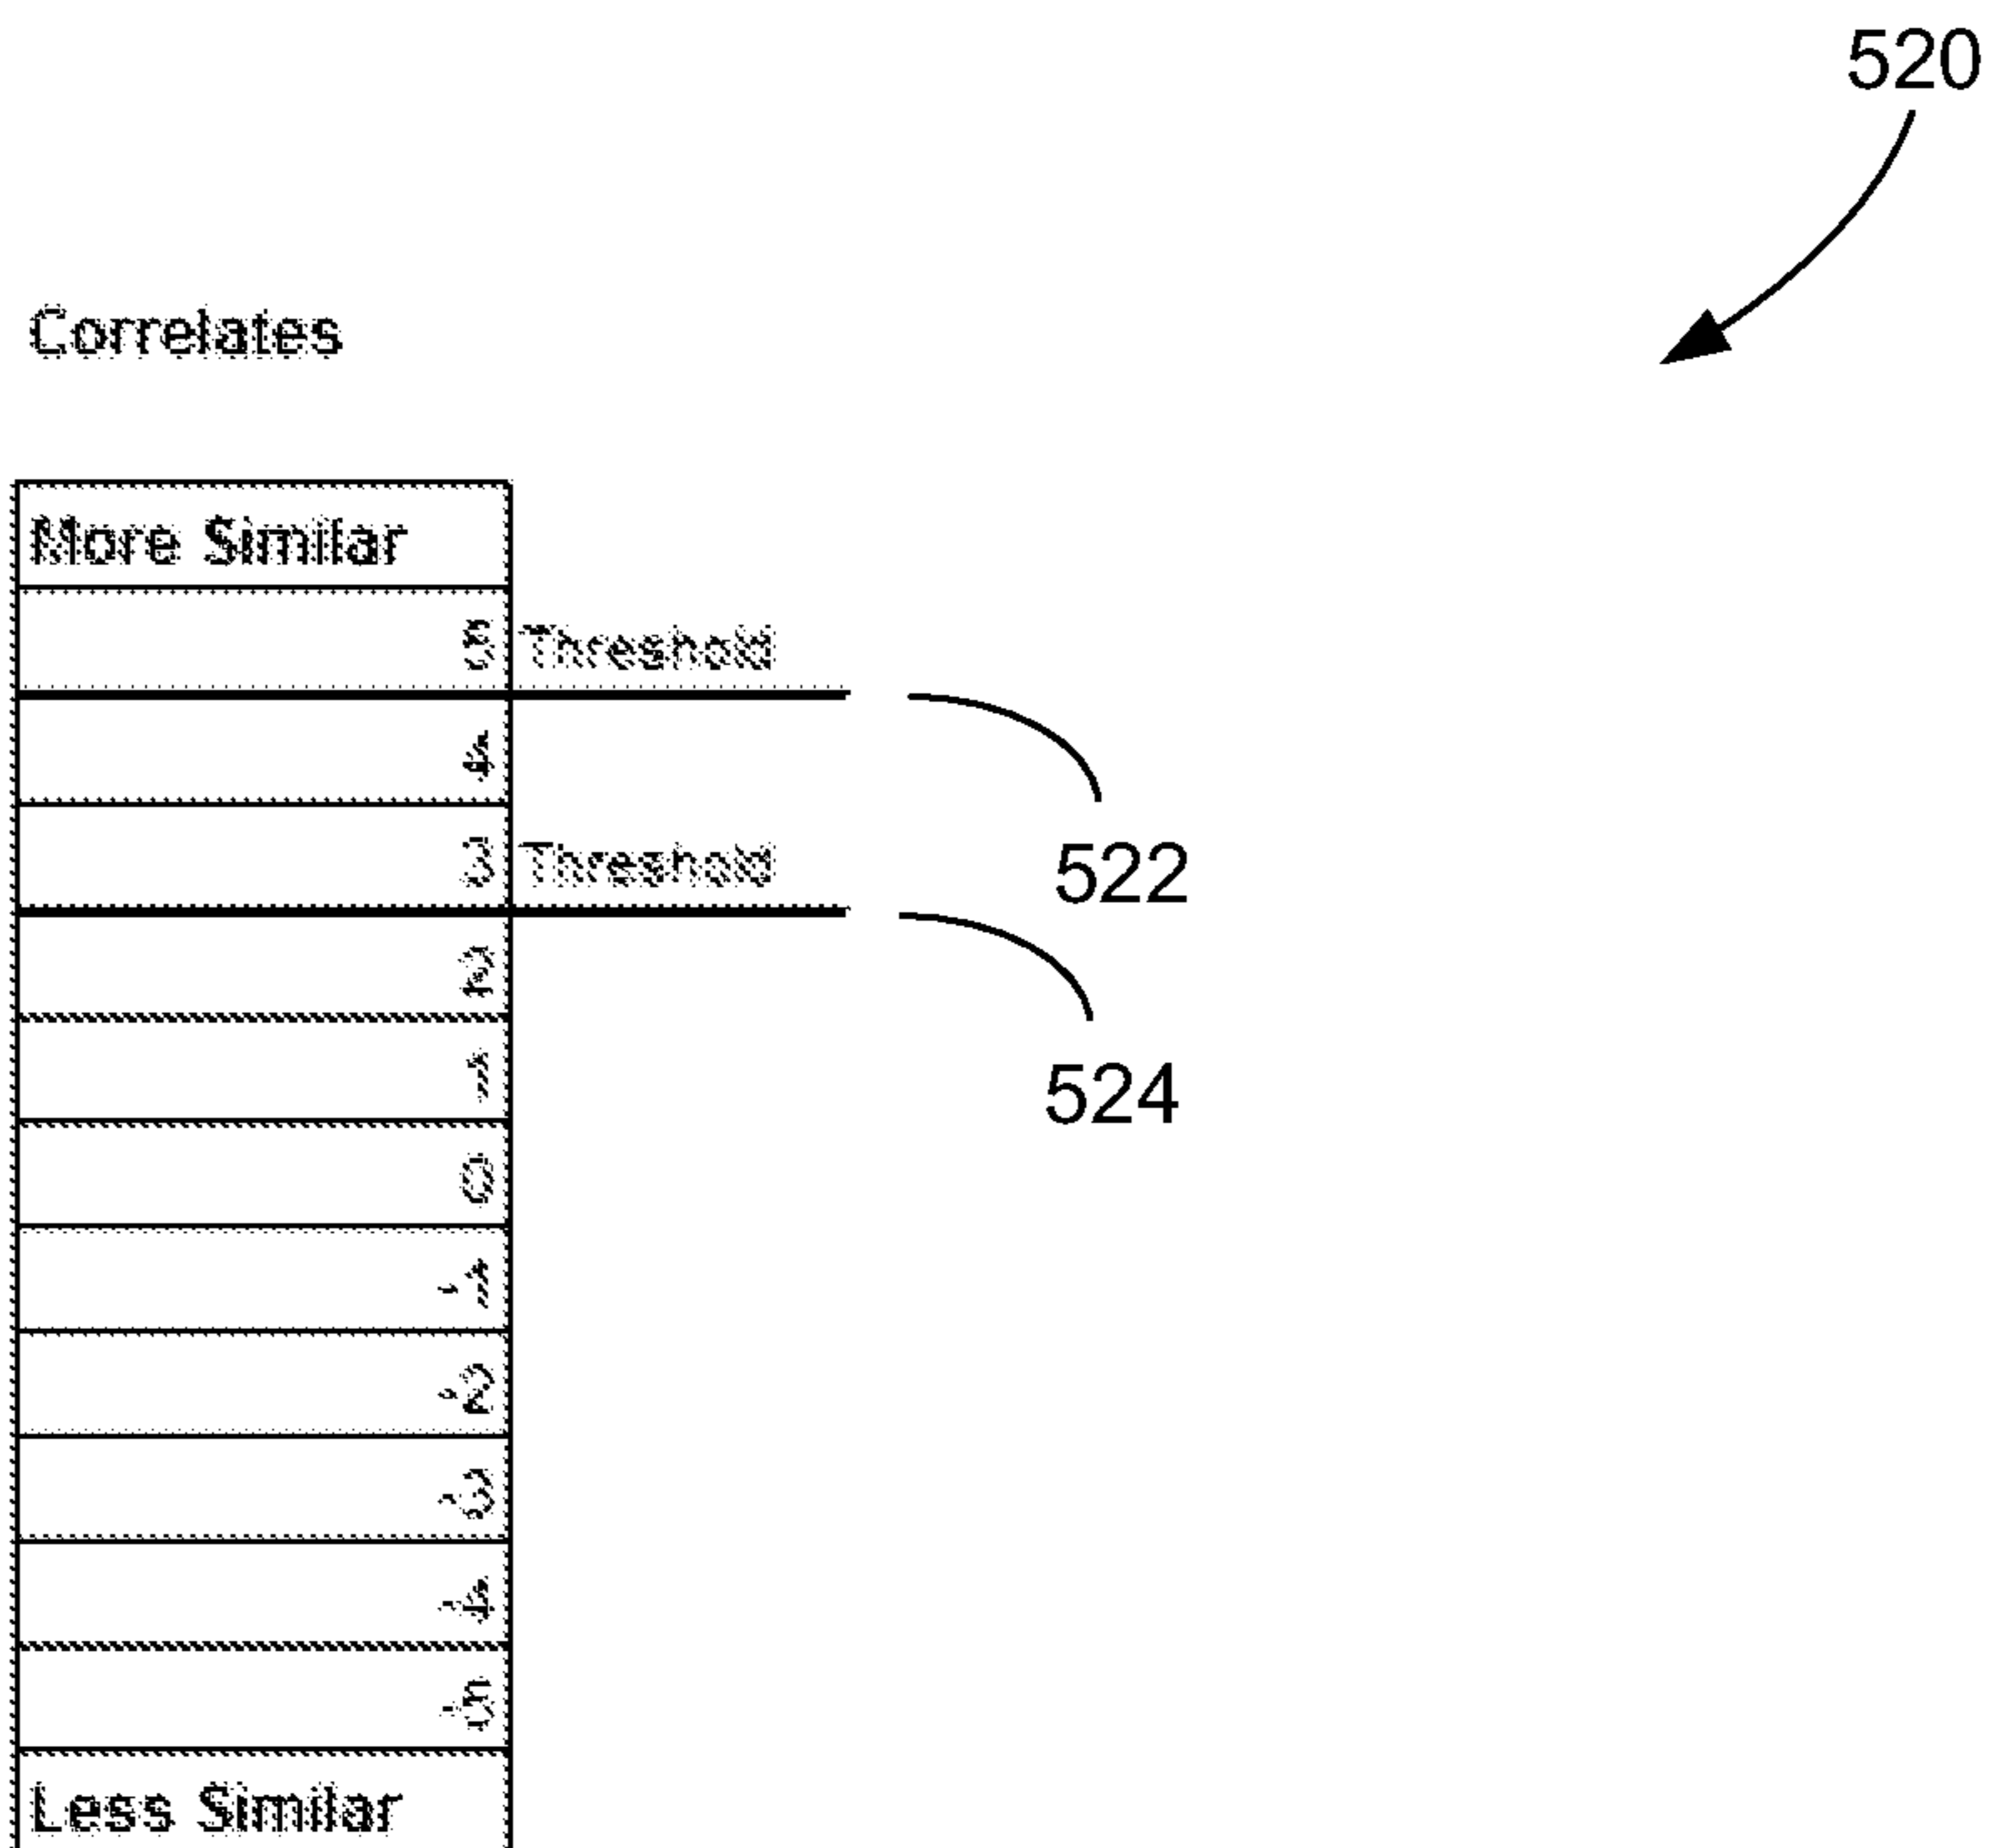 520
Correlates
More Similar
5 Threshold
4
3 Threshold
522
2
1
524
0
-1
-2
-3
-4
-5
Less Similar